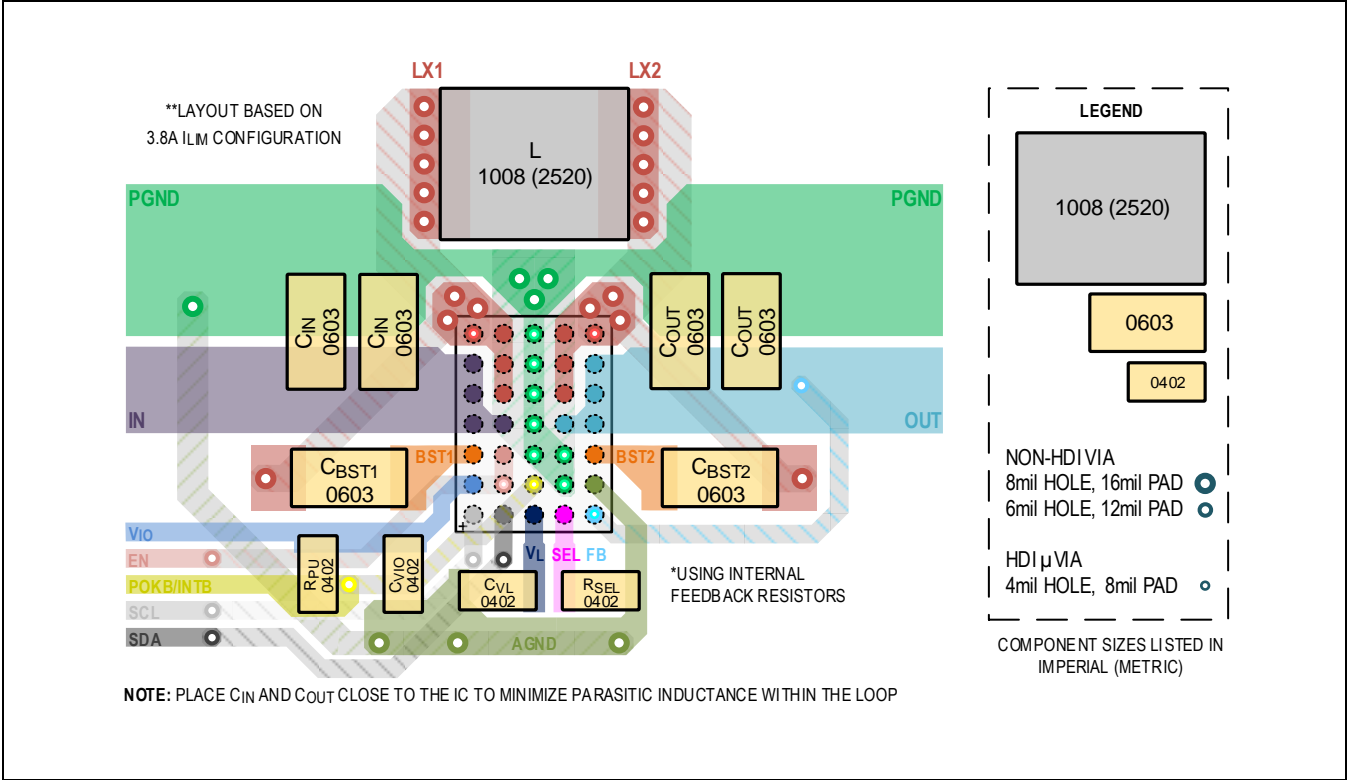 LX1
LX2
**LAYOUT BASED ON
3.8A ILIM CONFIGURATION
L
1008 (2520)
PGND
PGND
CIN
0603
CIN
0603
COUT
0603
COUT
0603
IN
OUT
BST1
BST2
CBST1
0603
CBST2
0603
+
VIO
EN
POKB/INTB
SCL
SDA
RPU
0402
CVIO
0402
VL
SEL
FB
CVL
0402
RSEL
0402
*USING INTERNAL
FEEDBACK RESISTORS
AGND
NOTE: PLACE CIN AND COUT CLOSE TO THE IC TO MINIMIZE PARASITIC INDUCTANCE WITHIN THE LOOP
LEGEND
1008 (2520)
0603
0402
NON-HDI VIA
8mil HOLE, 16mil PAD
6mil HOLE, 12mil PAD
HDI µVIA
4mil HOLE, 8mil PAD
COMPONENT SIZES LISTED IN
IMPERIAL (METRIC)